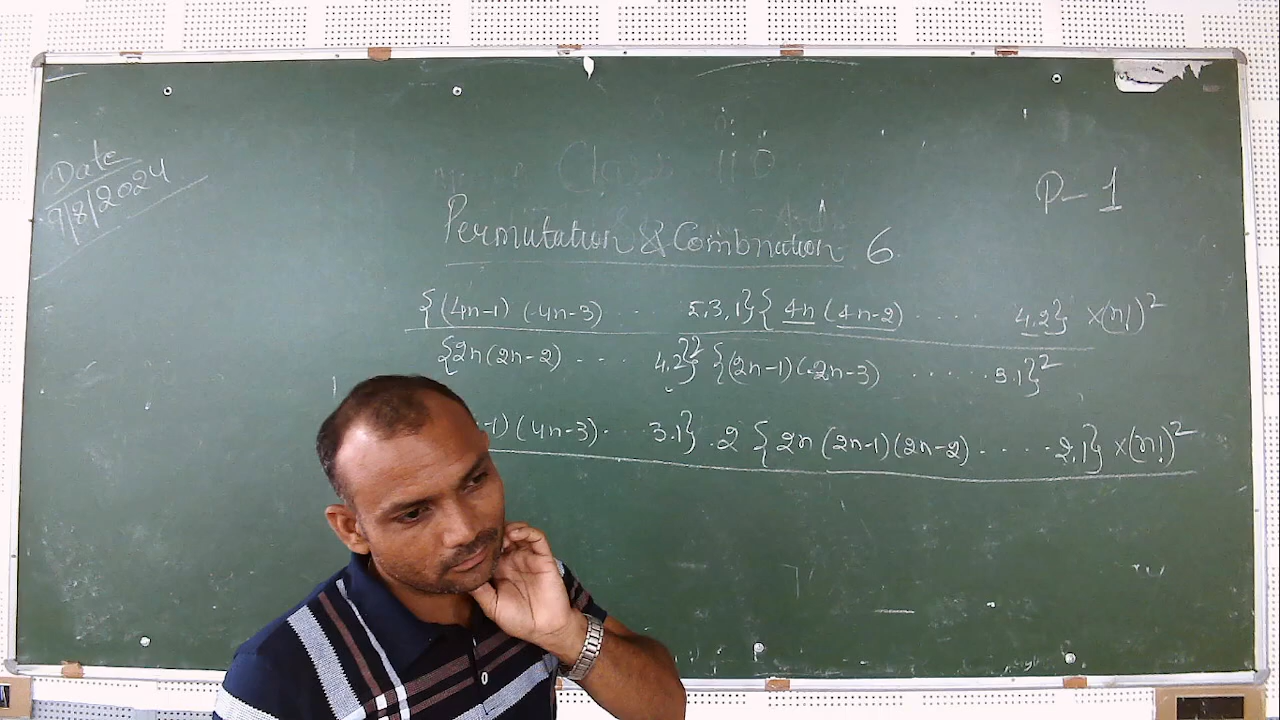 Date
9/8/2024
P-1
Class 11 D
Permutation & Combination 6
{(4n-1) (4n-3) .... 5.3.1}{4n (4n-2) ..... 4.2} ×(n!)²
{2n(2n-2) .... 4.2}² {(2n-1)(2n-3) ..... 3.1}²
-1)(4n-3).. 3.1} .2 {2n(2n-1)(2n-2) ..... 2.1} ×(n!)²